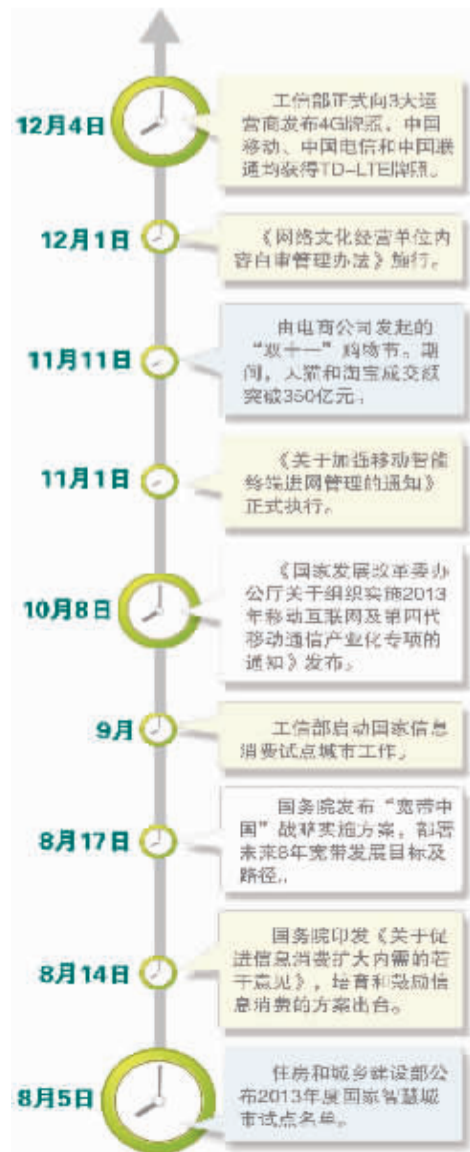 12月4日
工信部正式向3大运
营商发布4G牌照，中国
移动、中国电信和中国联
通均获得TD-LTE牌照。
12月1日
《网络文化经营单位内
容自审管理办法》施行。
11月11日
由电商公司发起的
“双十一”购物节。期
间，天猫和淘宝成交额
突破350亿元。
11月1日
《关于加强移动智能
终端进网管理的通知》
正式执行。
10月8日
《国家发展改革委办
公厅关于组织实施2013
年移动互联网及第四代
移动通信产业化专项的
通知》发布。
9月
工信部启动国家信息
消费试点城市工作。
8月17日
国务院发布“宽带中
国”战略实施方案，部署
未来8年宽带发展目标及
路径。
8月14日
国务院印发《关于促
进信息消费扩大内需的若
干意见》，培育和鼓励信
息消费的方案出台。
8月5日
住房和城乡建设部公
布2013年度国家智慧城
市试点名单。